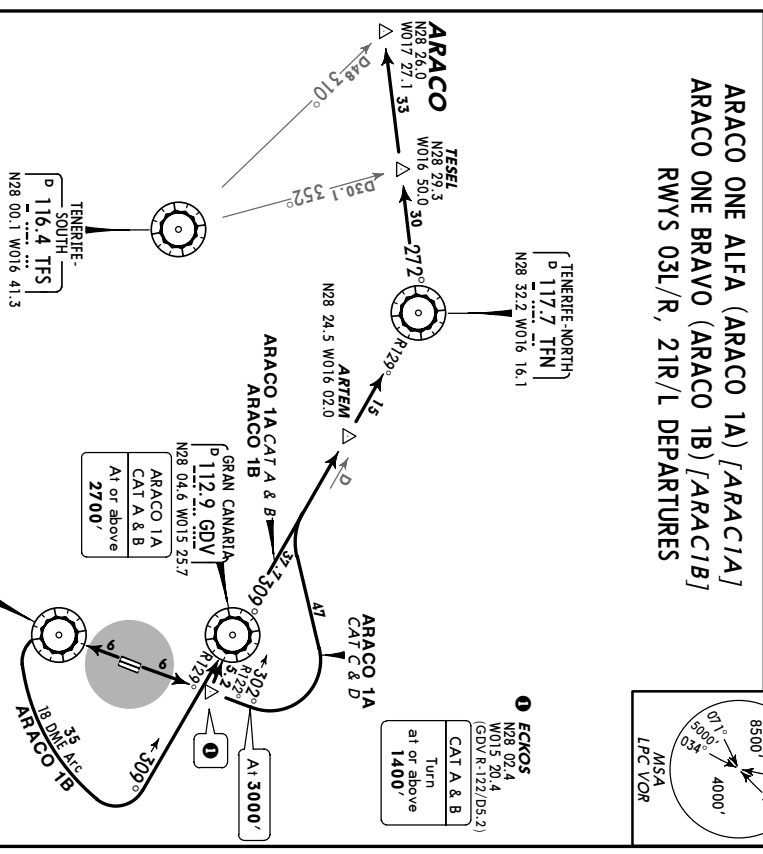 ARACO ONE ALFA (ARACO 1A) [ARAC1A]
ARACO ONE BRAVO (ARACO 1B) [ARAC1B]
RWYS 03L/R, 21R/L DEPARTURES
8500'
071°
5000'
034°
4000'
MSA
LPC VOR
ARACO
N28 26.0
W017 27.1
33
TESEL
N28 29.3
W016 50.0
30
272°
TENERIFE-NORTH
D 117.7 TFN
N28 32.2 W016 16.1
R129°
15
D48 310°
D30.1 352°
TENERIFE-
SOUTH
D 116.4 TFS
N28 00.1 W016 41.3
ARTEM
N28 24.5 W016 02.0
D
ARACO 1A CAT A & B
ARACO 1B
37.7 309°
47
ARACO 1A
CAT C & D
GRAN CANARIA
D 112.9 GDV
N28 04.6 W015 25.7
ARACO 1A
CAT A & B
At or above
2700'
302°
R122°
5.2
R129°
1
At 3000'
1 ECKOS
N28 02.4
W015 20.4
(GDV R-122/D5.2)
CAT A & B
Turn
at or above
1400'
6
6
309°
35
18 DME Arc
ARACO 1B